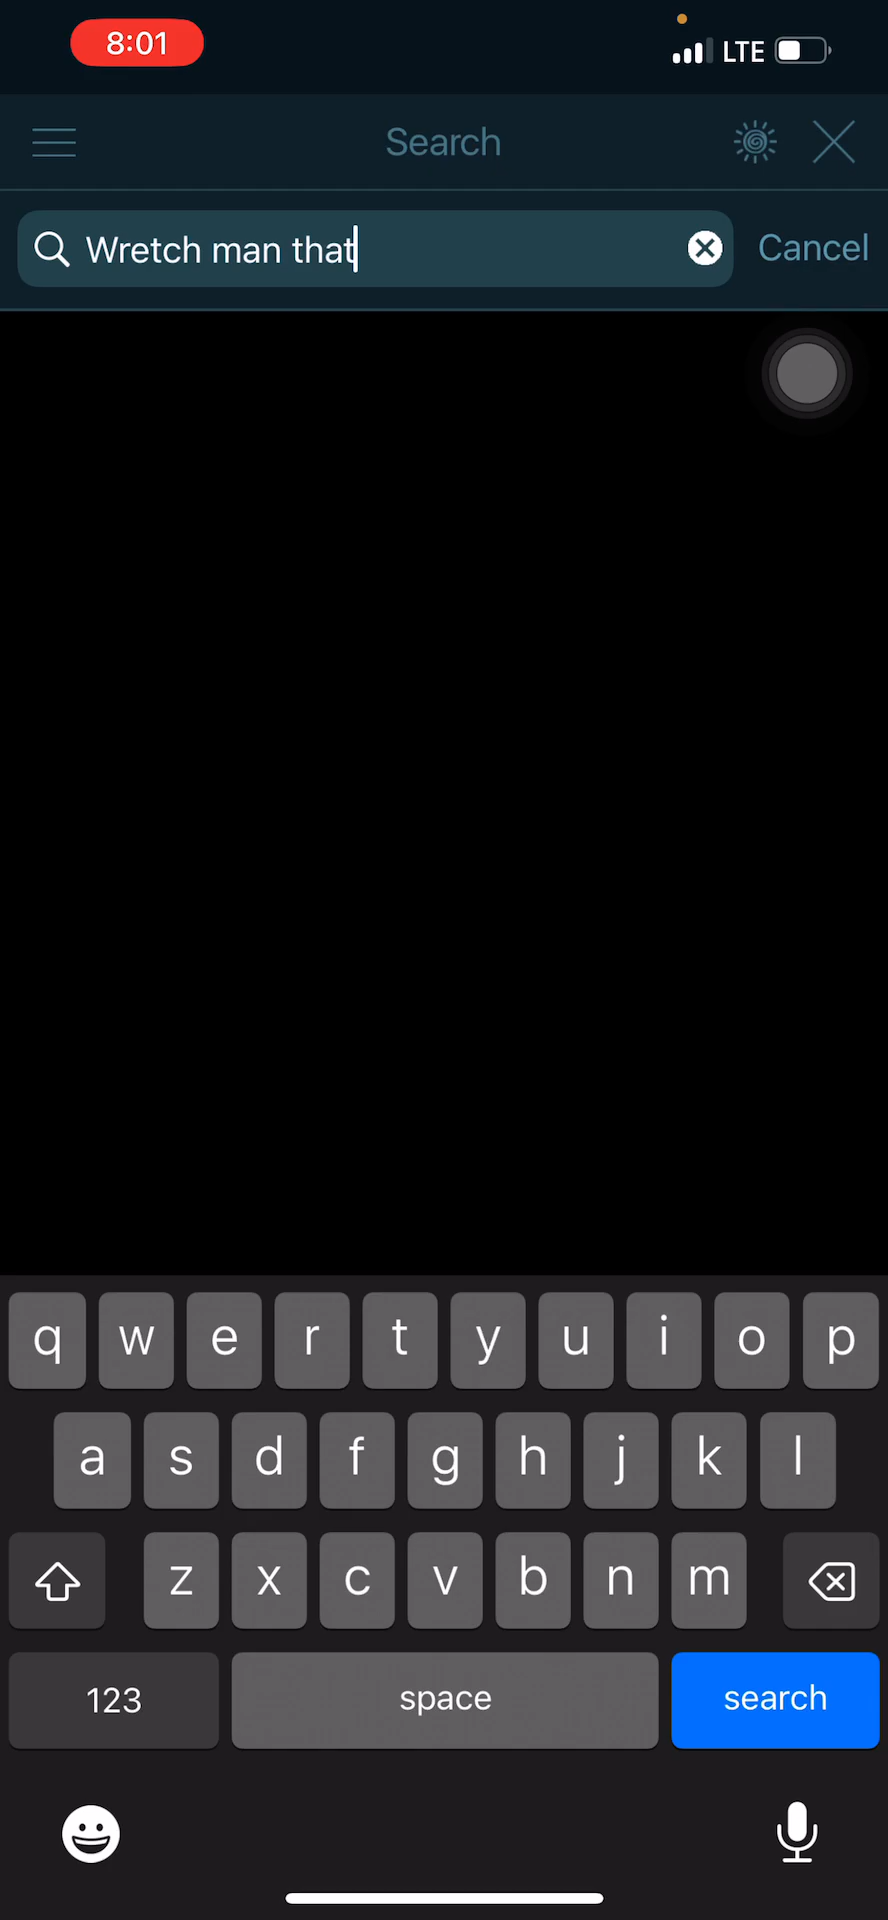 8:01
LTE
Search
Wretch man that
Cancel
q w e r t y u i o p
a s d f g h j k l
z x c v b n m
123 space search